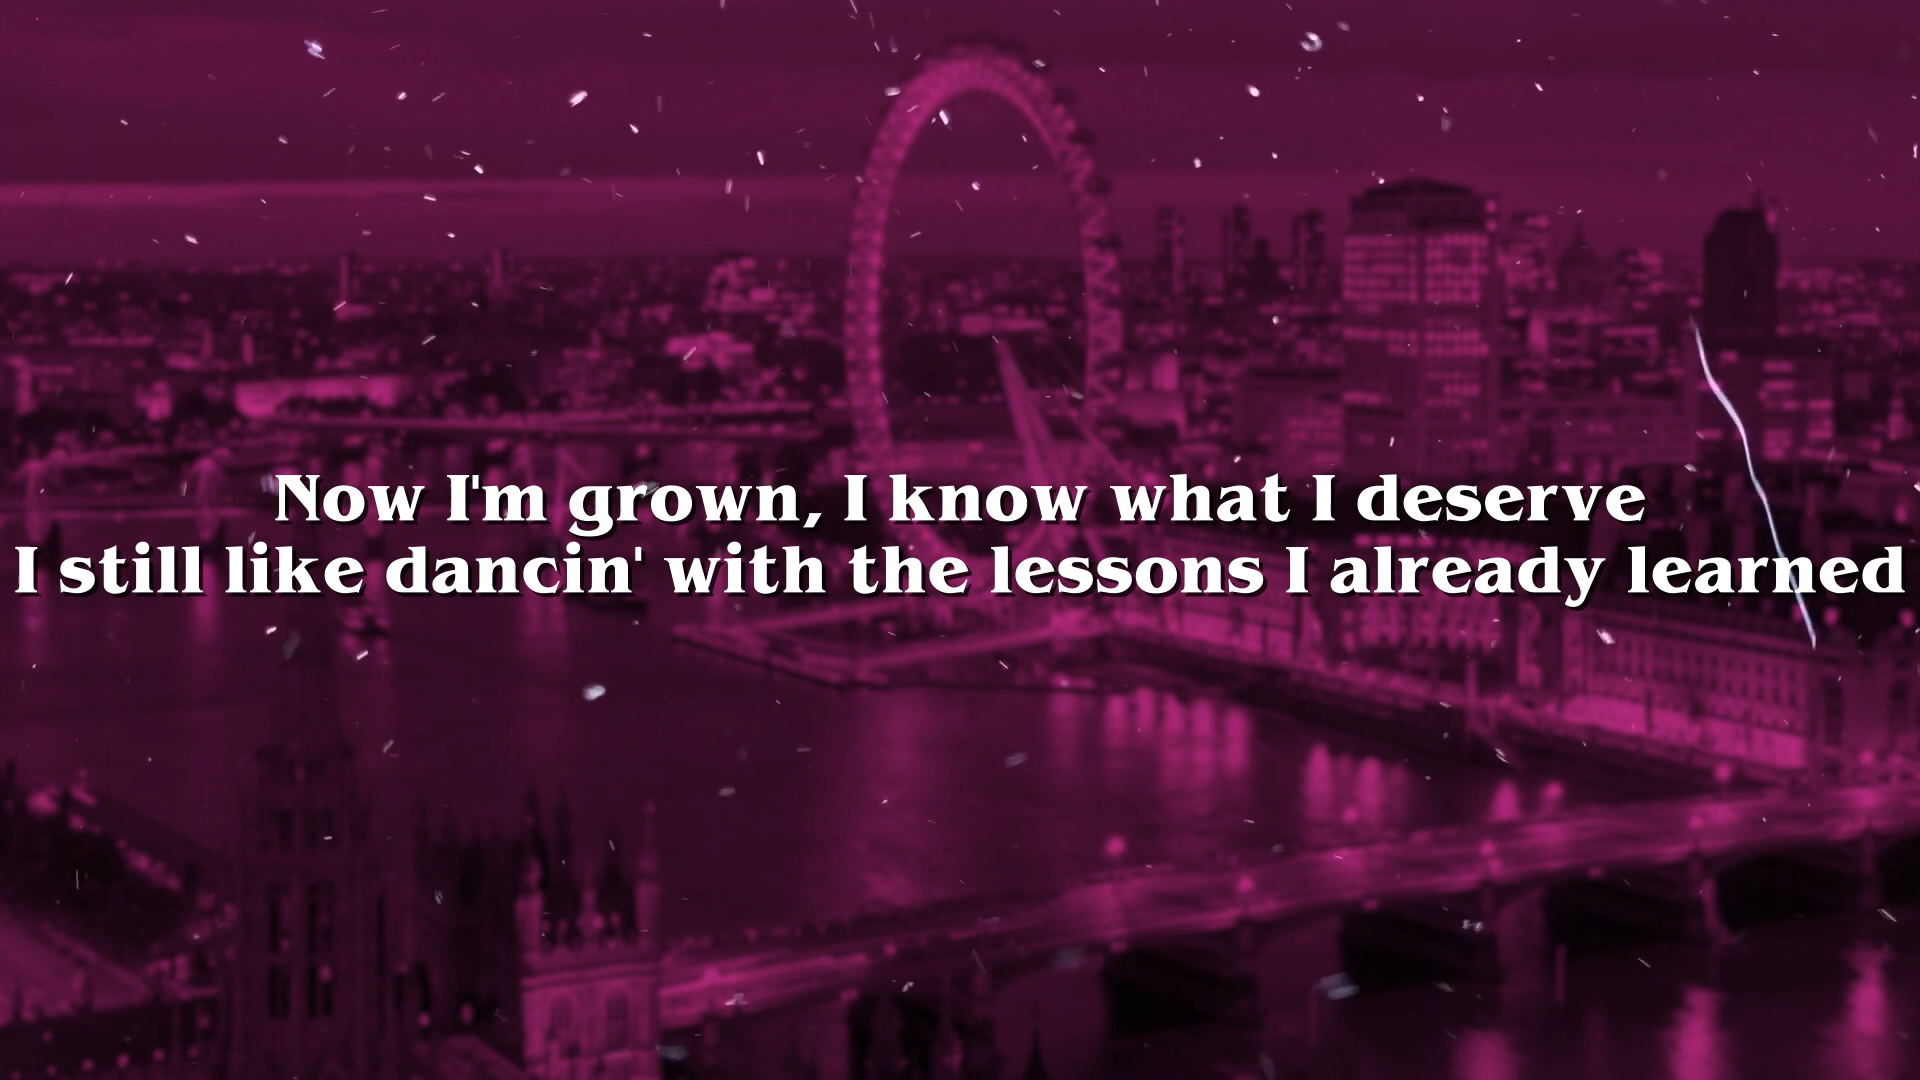 Now I'm grown, I know what I deserve
I still like dancin' with the lessons I already learned